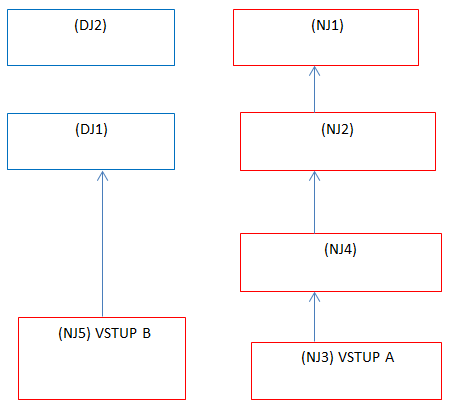 (DJ2)
(NJ1)
(DJ1)
(NJ2)
(NJ4)
(NJ5) VSTUP B
(NJ3) VSTUP A